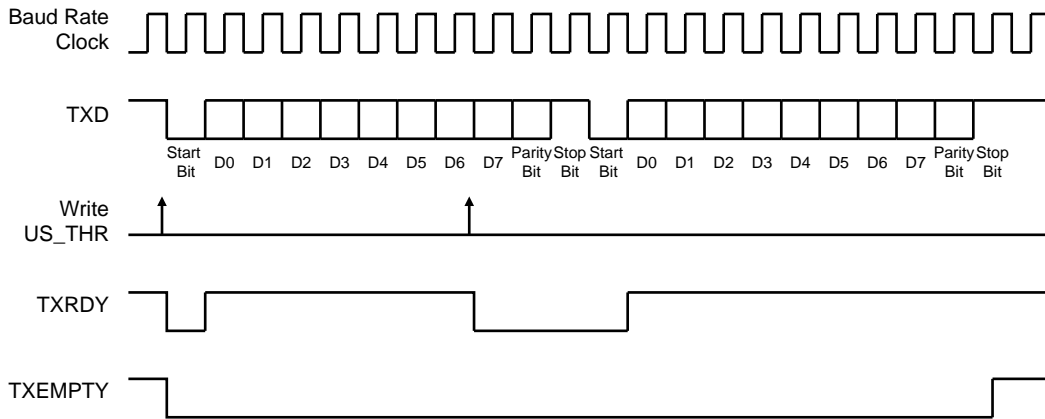 Baud Rate
Clock
TXD
Start
Bit
D0 D1 D2 D3 D4 D5 D6 D7
Parity
Bit
Stop
Bit
Start
Bit
D0 D1 D2 D3 D4 D5 D6 D7
Parity
Bit
Stop
Bit
Write
US_THR
TXRDY
TXEMPTY